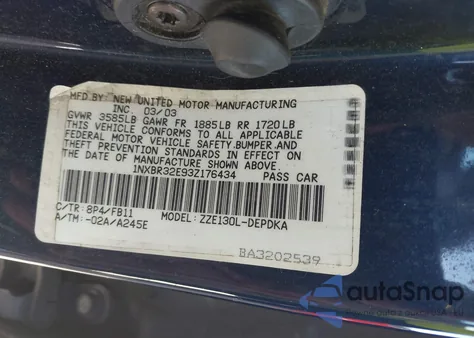 MFD BY NEW UNITED MOTOR MANUFACTURING
INC. 03/03
GVWR 3585LB GAWR FR 1885LB RR 1720LB
THIS VEHICLE CONFORMS TO ALL APPLICABLE
FEDERAL MOTOR VEHICLE SAFETY,BUMPER,AND
THEFT PREVENTION STANDARDS IN EFFECT ON
THE DATE OF MANUFACTURE SHOWN ABOVE.
1NXBR32E93Z176434 PASS CAR
C/TR: 8P4/FB11 MODEL: ZZE130L-DEPDKA
A/TM:-02A/A245E
BA3202539
autoSnap